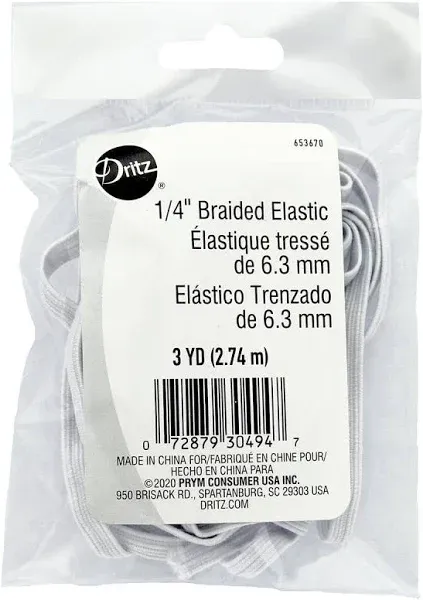 653670
Dritz
®
1/4" Braided Elastic
Élastique tressé
de 6.3 mm
Elástico Trenzado
de 6.3 mm
3 YD (2.74 m)
0 72879 30494 7
MADE IN CHINA FOR/FABRIQUÉ EN CHINE POUR/
HECHO EN CHINA PARA
©2020 PRYM CONSUMER USA INC.
950 BRISACK RD., SPARTANBURG, SC 29303 USA
DRITZ.COM